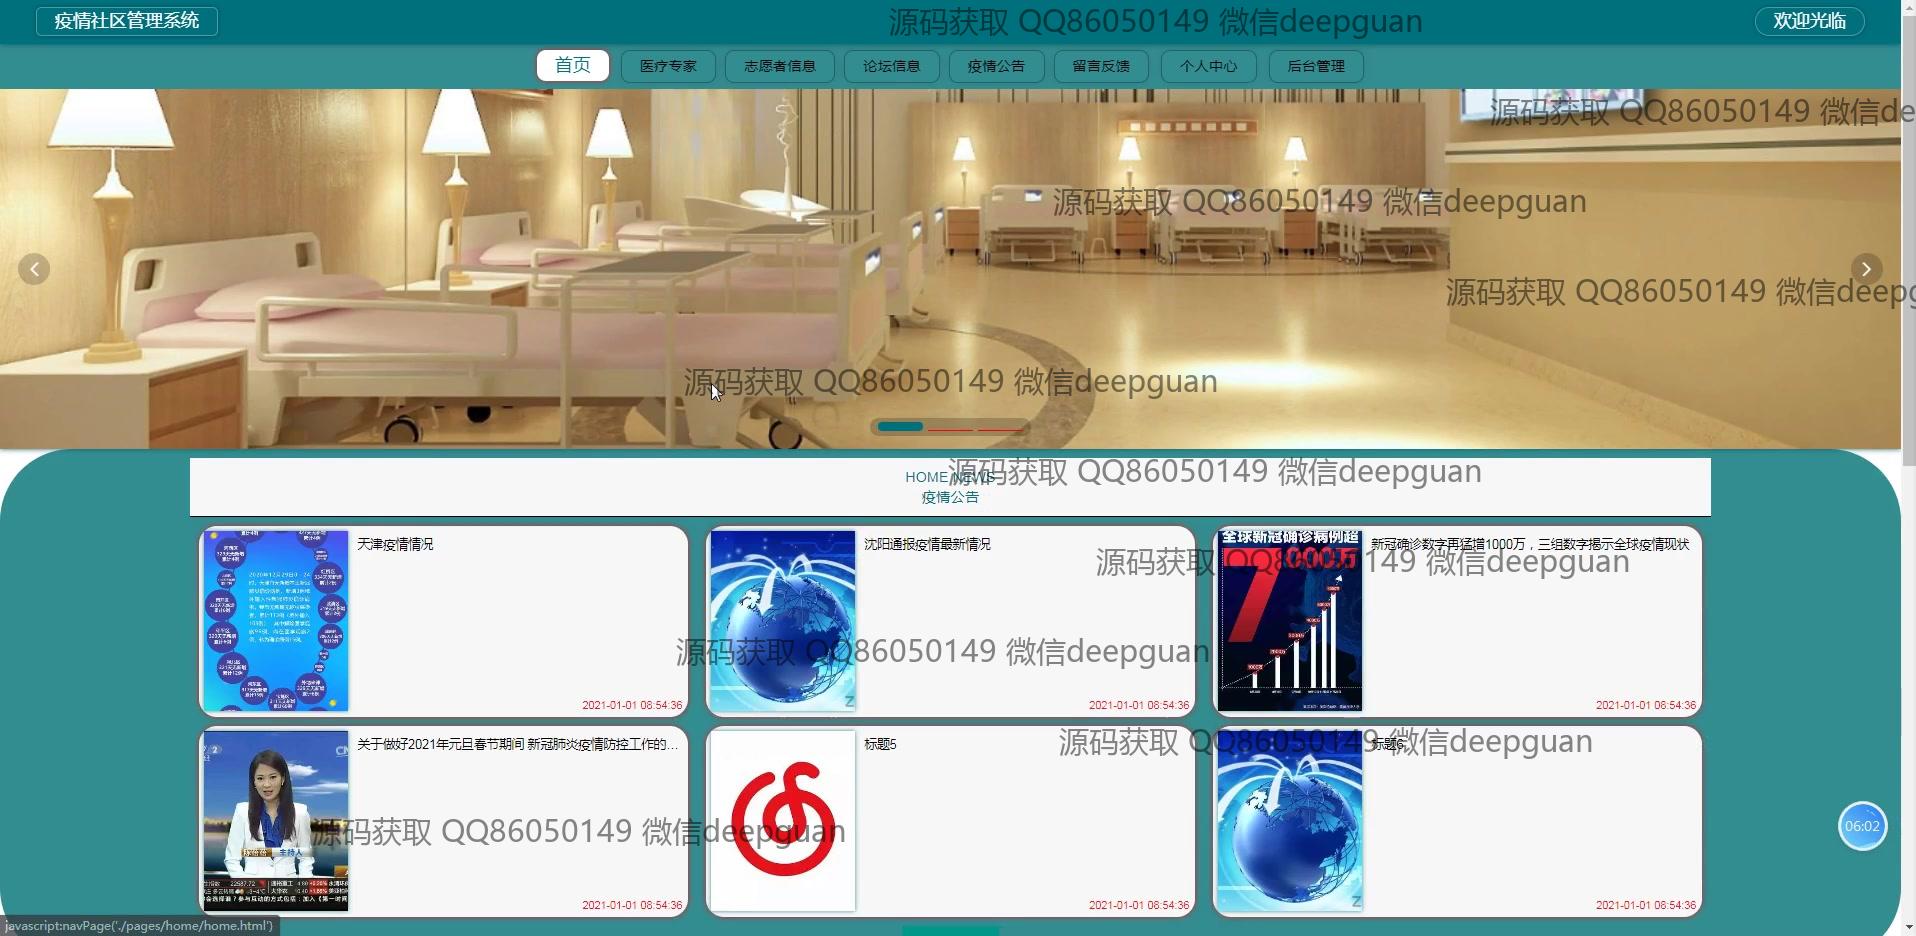 疫情社区管理系统
源码获取 QQ86050149 微信deepguan
欢迎光临
首页
医疗专家
志愿者信息
论坛信息
疫情公告
留言反馈
个人中心
后台管理
源码获取 QQ86050149 微信de
源码获取 QQ86050149 微信deepguan
源码获取 QQ86050149 微信deepg
源码获取 QQ86050149 微信deepguan
源码获取 QQ86050149 微信deepguan
HOME NEWS
疫情公告
天津疫情情况
2021-01-01 08:54:36
沈阳通报疫情最新情况
2021-01-01 08:54:36
全球新冠确诊病例超
新冠确诊数字再猛增1000万，三组数字揭示全球疫情现状
源码获取 QQ86050149 微信deepguan
2021-01-01 08:54:36
源码获取 QQ86050149 微信deepguan
关于做好2021年元旦春节期间 新冠肺炎疫情防控工作的...
主持人
2021-01-01 08:54:36
标题5
2021-01-01 08:54:36
源码获取 QQ86050149 微信deepguan
标题6
2021-01-01 08:54:36
源码获取 QQ86050149 微信deepguan
06:02
javascript:navPage('./pages/home/home.html')